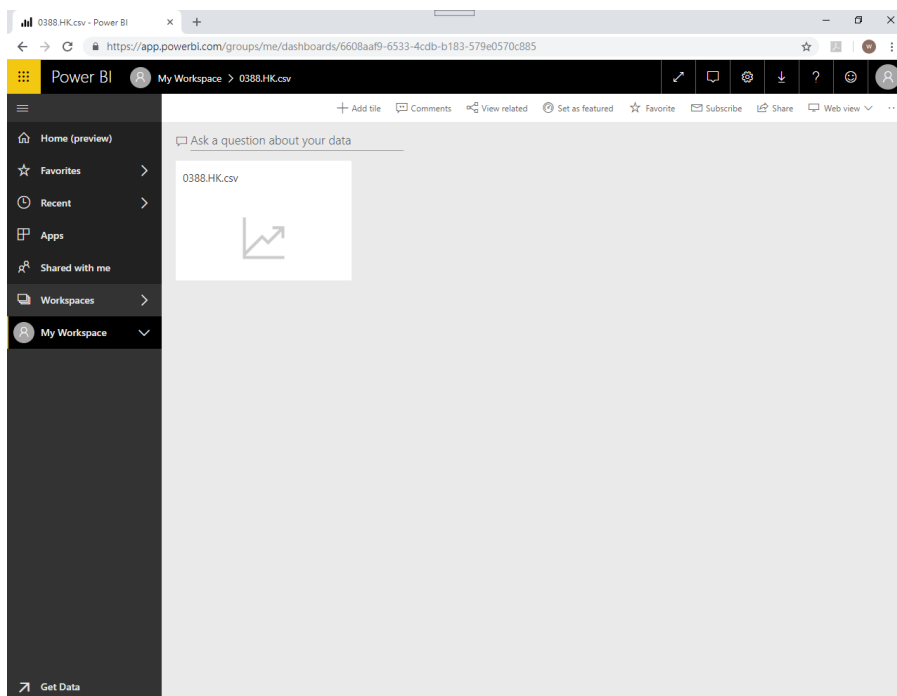 0388.HK.csv - Power BI
https://app.powerbi.com/groups/me/dashboards/6608aaf9-6533-4cdb-b183-579e0570c885
W
Power BI My Workspace > 0388.HK.csv
Add tile Comments View related Set as featured Favorite Subscribe Share Web view
Home (preview)
Ask a question about your data
Favorites
0388.HK.csv
Recent
Apps
Shared with me
Workspaces
My Workspace
Get Data